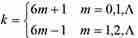 k = { 6m + 1   m = 0,1,Λ
6m − 1   m = 1,2,Λ